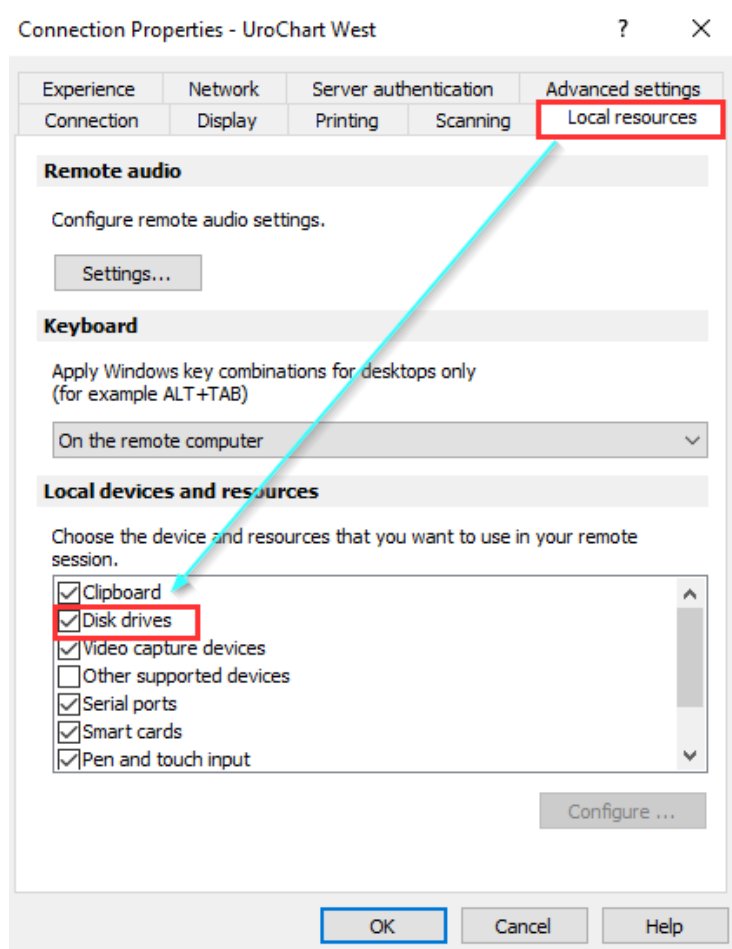 Connection Properties - UroChart West
?
Experience Network Server authentication Advanced settings
Connection Display Printing Scanning Local resources
Remote audio
Configure remote audio settings.
Settings...
Keyboard
Apply Windows key combinations for desktops only
(for example ALT+TAB)
On the remote computer
Local devices and resources
Choose the device and resources that you want to use in your remote
session.
Clipboard
Disk drives
Video capture devices
Other supported devices
Serial ports
Smart cards
Pen and touch input
Configure ...
OK Cancel Help